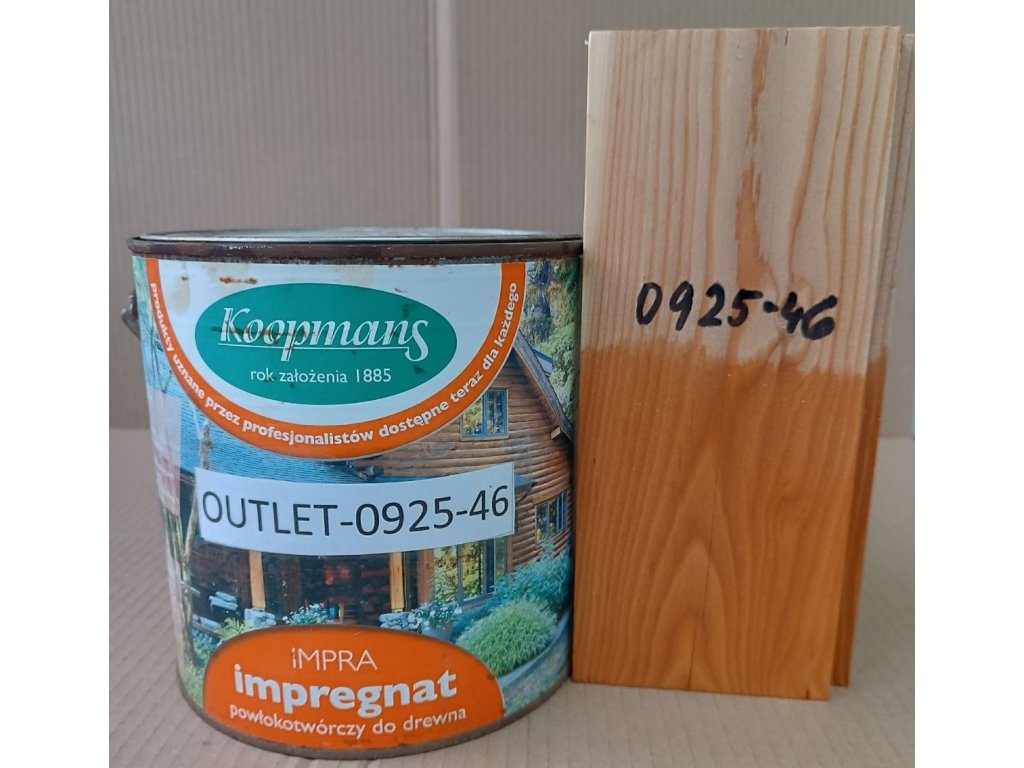 Koopmans
rok założenia 1885
produkty uznane przez profesjonalistów dostępne teraz dla każdego
OUTLET-0925-46
iMPRA
impregnat
powłokotwórczy do drewna
0925-46